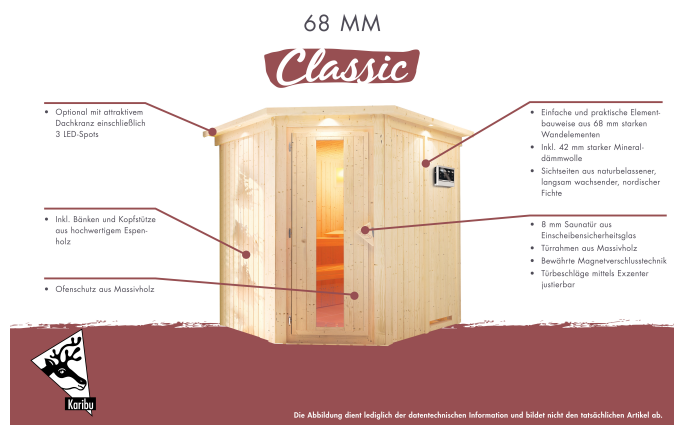 68 MM
Classic
• Optional mit attraktivem
Dachkranz einschließlich
3 LED-Spots
• Inkl. Bänken und Kopfstütze
aus hochwertigem Espen-
holz
• Ofenschutz aus Massivholz
• Einfache und praktische Element-
bauweise aus 68 mm starken
Wandelementen
• Inkl. 42 mm starker Mineral-
dämmwolle
• Sichtseiten aus naturbelassener,
langsam wachsender, nordischer
Fichte
• 8 mm Saunatür aus
Einscheibensicherheitsglas
• Türrahmen aus Massivholz
• Bewährte Magnetverschlusstechnik
• Türbeschläge mittels Exzenter
justierbar
Karibu
Die Abbildung dient lediglich der datentechnischen Information und bildet nicht den tatsächlichen Artikel ab.